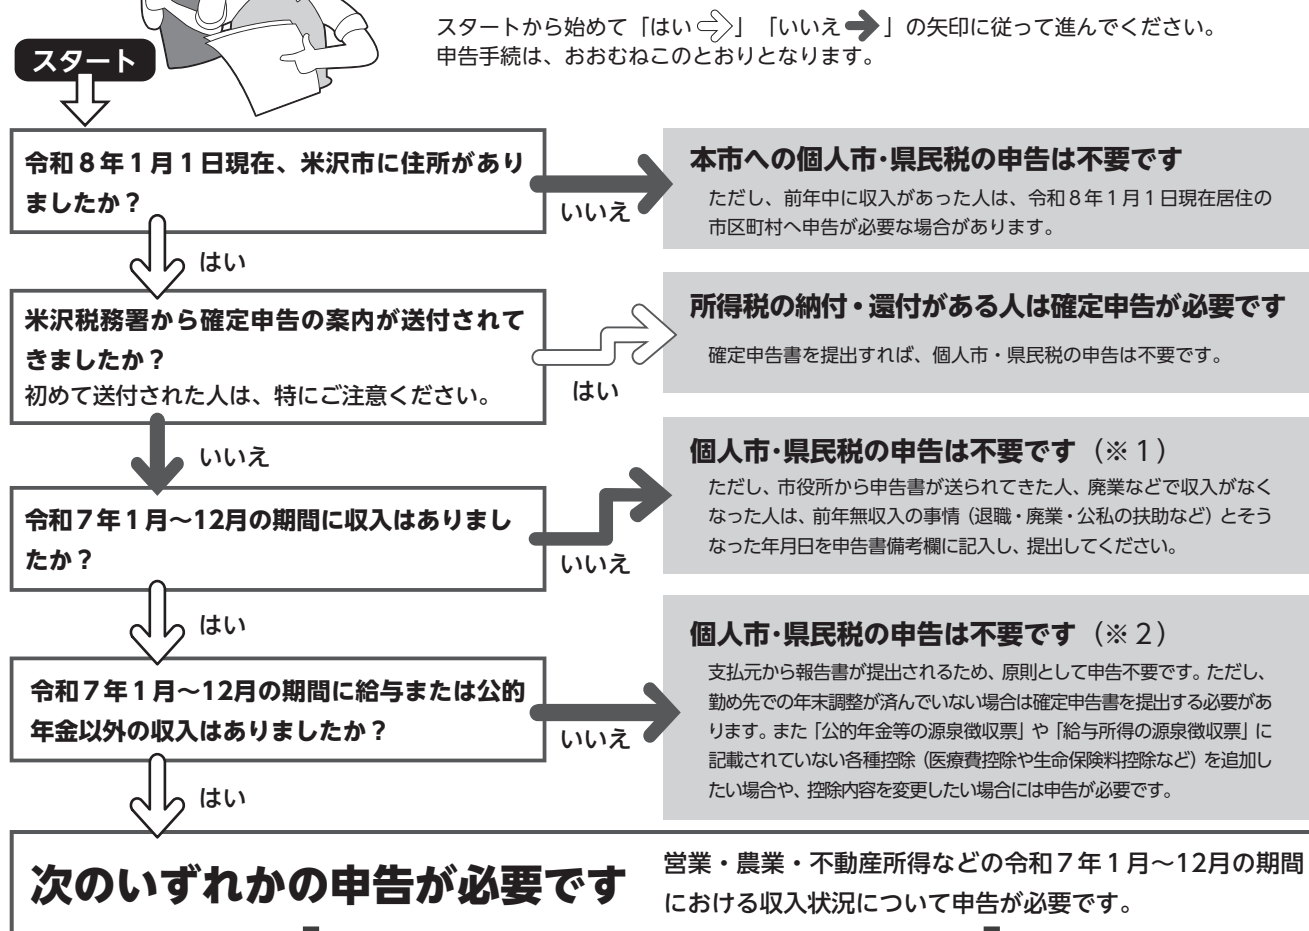 スタートから始めて「はい⇨」「いいえ➡」の矢印に従って進んでください。
申告手続は、おおむねこのとおりとなります。
スタート
令和８年１月１日現在、米沢市に住所があり
ましたか？
いいえ
本市への個人市･県民税の申告は不要です
ただし、前年中に収入があった人は、令和８年１月１日現在居住の
市区町村へ申告が必要な場合があります。
はい
米沢税務署から確定申告の案内が送付されて
きましたか？
初めて送付された人は、特にご注意ください。
はい
所得税の納付・還付がある人は確定申告が必要です
確定申告書を提出すれば、個人市・県民税の申告は不要です。
いいえ
令和７年１月～12月の期間に収入はありまし
たか？
いいえ
個人市･県民税の申告は不要です（※１）
ただし、市役所から申告書が送られてきた人、廃業などで収入がなく
なった人は、前年無収入の事情（退職・廃業・公私の扶助など）とそう
なった年月日を申告書備考欄に記入し、提出してください。
はい
令和７年１月～12月の期間に給与または公的
年金以外の収入はありましたか？
いいえ
個人市･県民税の申告は不要です（※２）
支払元から報告書が提出されるため、原則として申告不要です。ただし、
勤め先での年末調整が済んでいない場合は確定申告書を提出する必要があ
ります。また「公的年金等の源泉徴収票」や「給与所得の源泉徴収票」に
記載されていない各種控除（医療費控除や生命保険料控除など）を追加し
たい場合や、控除内容を変更したい場合には申告が必要です。
はい
次のいずれかの申告が必要です
営業・農業・不動産所得などの令和７年１月～12月の期間
における収入状況について申告が必要です。